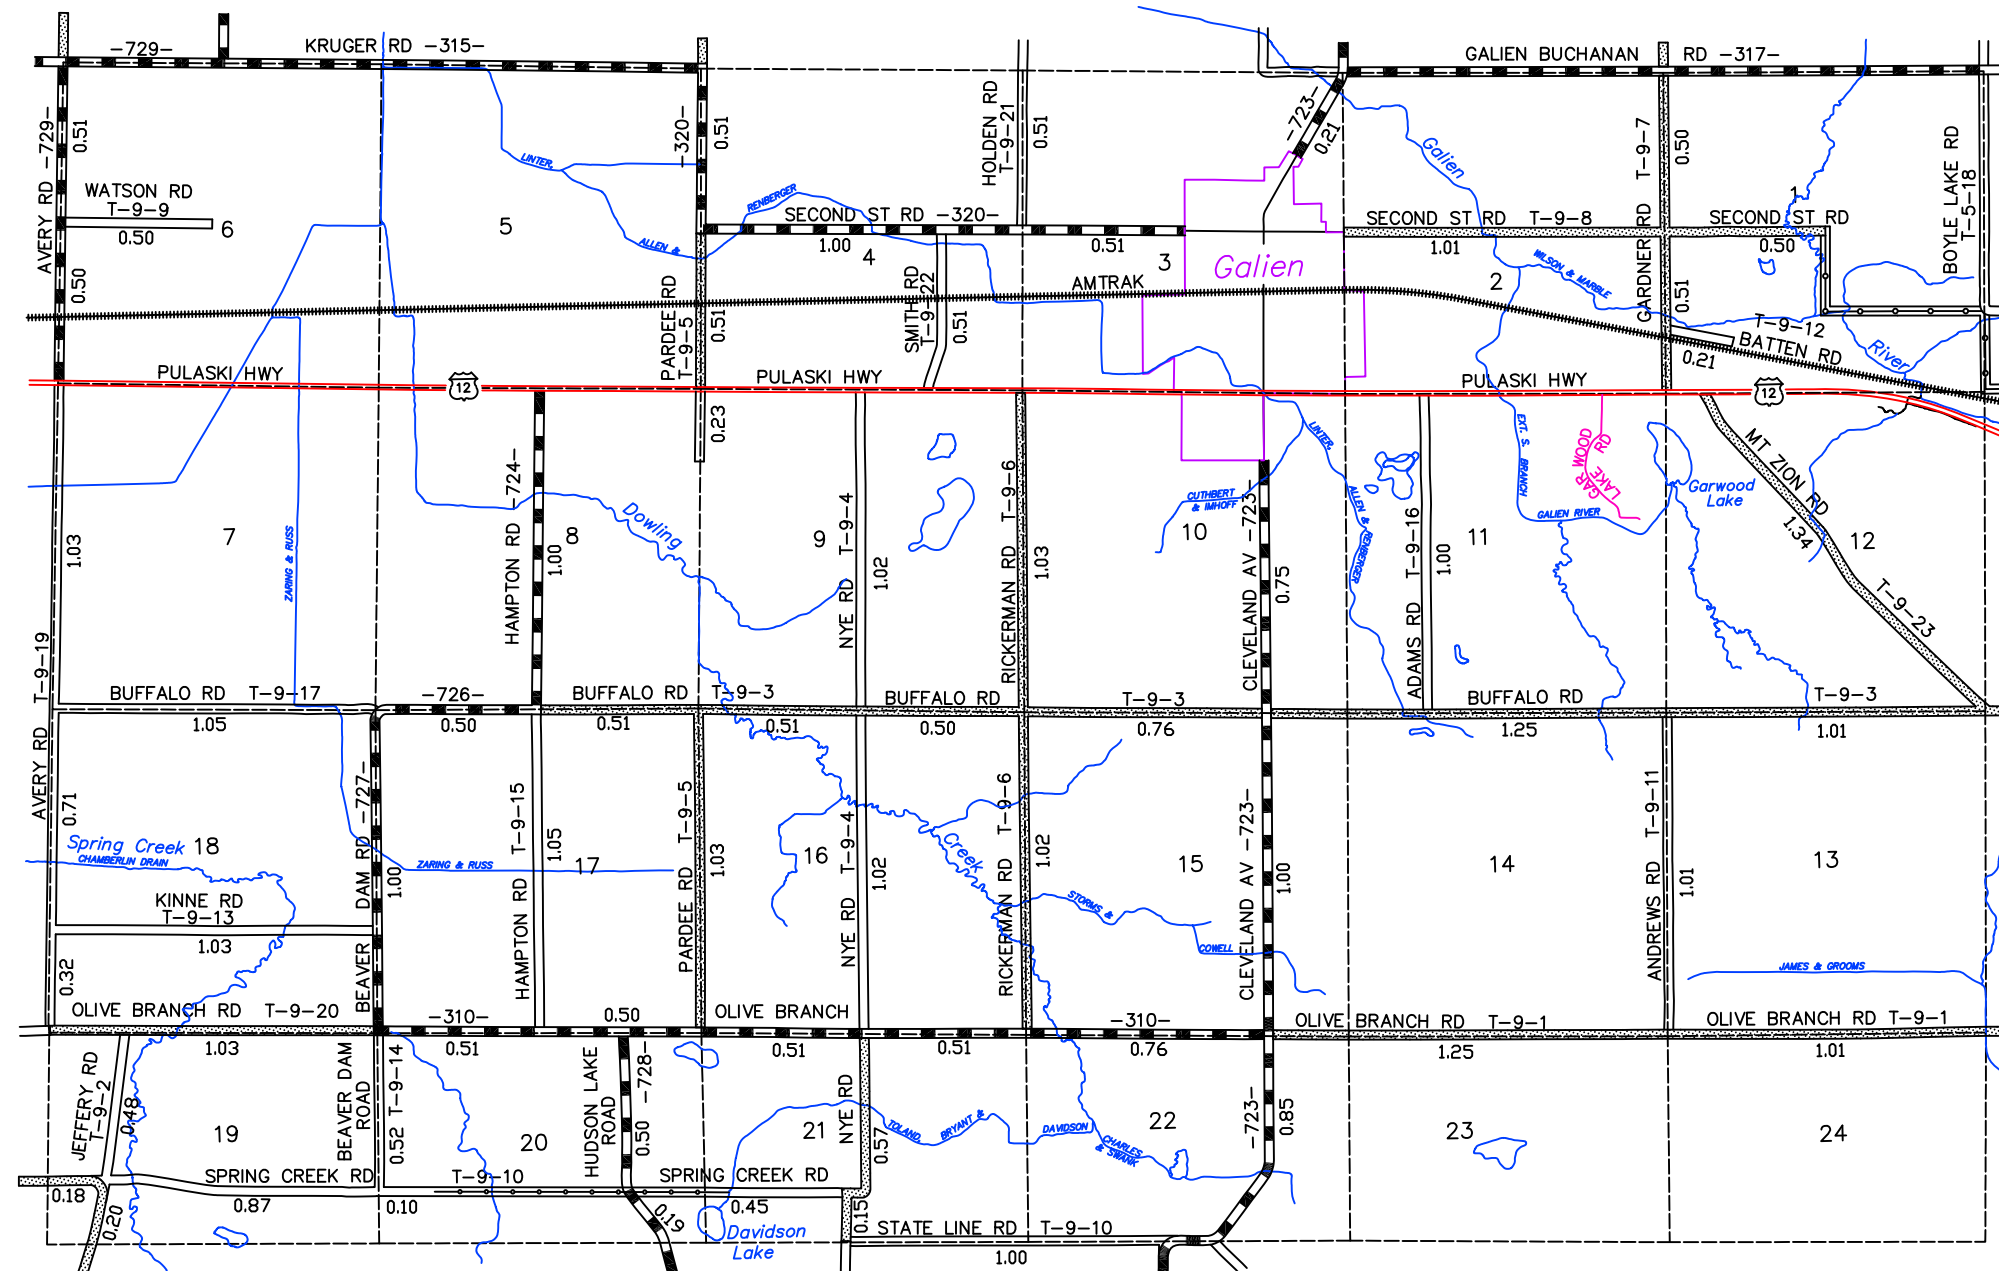 -729-
KRUGER RD -315-
GALIEN BUCHANAN RD -317-
AVERY RD -729-
0.51
-320-
0.51
HOLDEN RD
T-9-21
0.51
-723-
0.21
Galien
GARDNER RD T-9-7
0.50
BOYLE LAKE RD
T-5-18
WATSON RD
T-9-9
0.50
6
5
LINTER,
ALLEN &
RENBERGER
SECOND ST RD -320-
1.00
0.51
4
3
Galien
SECOND ST RD T-9-8
1.01
SECOND ST RD
0.50
1
2
WILSON & MARBLE
0.50
PARDEE RD
T-9-5
0.51
SMITH RD
T-9-22
0.51
AMTRAK
0.51
T-9-12
BATTEN RD
0.21
River
PULASKI HWY
12
PULASKI HWY
PULASKI HWY
12
0.23
7
1.03
ZARING & RUSS
HAMPTON RD -724-
1.00
8
Dowling
9
NYE RD T-9-4
1.02
RICKERMAN RD T-9-6
1.03
CUTHBERT
& IMHOFF
10
CLEVELAND AV -723-
0.75
LINTER,
ALLEN &
RENBERGER
ADAMS RD T-9-16
1.00
11
EXT. S. BRANCH
GALIEN RIVER
GAR-WOOD
LAKE RD
Garwood
Lake
MT ZION RD
1.34
T-9-23
12
AVERY RD T-9-19
BUFFALO RD T-9-17
1.05
-726-
0.50
BUFFALO RD T-9-3
0.51
0.51
BUFFALO RD
0.50
T-9-3
0.76
BUFFALO RD
1.25
T-9-3
1.01
0.71
Spring Creek
CHAMBERLIN DRAIN
18
BEAVER DAM RD -727-
1.00
ZARING & RUSS
HAMPTON RD T-9-15
1.05
17
PARDEE RD T-9-5
1.03
16
NYE RD T-9-4
1.02
Creek
RICKERMAN RD T-9-6
1.02
15
STORMS &
COWELL
CLEVELAND AV -723-
1.00
14
ANDREWS RD T-9-11
1.01
13
JAMES & GROOMS
KINNE RD
T-9-13
1.03
0.32
OLIVE BRANCH RD T-9-20
1.03
-310-
0.51
0.50
OLIVE BRANCH
0.51
0.51
-310-
0.76
OLIVE BRANCH RD T-9-1
1.25
OLIVE BRANCH RD T-9-1
1.01
JEFFERY RD
T-9-2
0.48
19
BEAVER DAM
ROAD
0.52 T-9-14
20
HUDSON LAKE
ROAD
0.50 -728-
21
NYE RD
0.57
TOLAND,
BRYANT &
DAVIDSON
CHARLES
& SWANK
22
-723-
0.85
23
24
0.18
0.20
SPRING CREEK RD
0.87
T-9-10
0.10
SPRING CREEK RD
0.19
0.45
Davidson
Lake
0.15
STATE LINE RD T-9-10
1.00